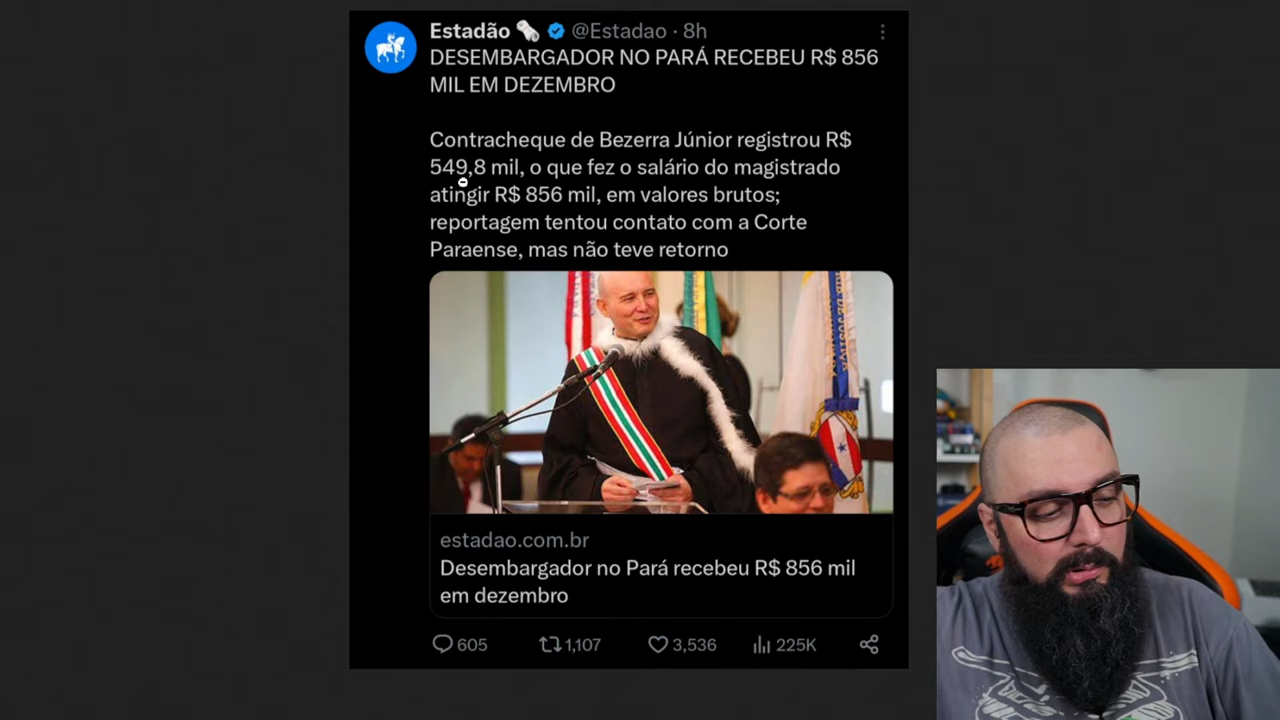 Estadão @Estadao · 8h
DESEMBARGADOR NO PARÁ RECEBEU R$ 856
MIL EM DEZEMBRO
Contracheque de Bezerra Júnior registrou R$
549,8 mil, o que fez o salário do magistrado
atingir R$ 856 mil, em valores brutos;
reportagem tentou contato com a Corte
Paraense, mas não teve retorno
estadao.com.br
Desembargador no Pará recebeu R$ 856 mil
em dezembro
605 1,107 3,536 225K